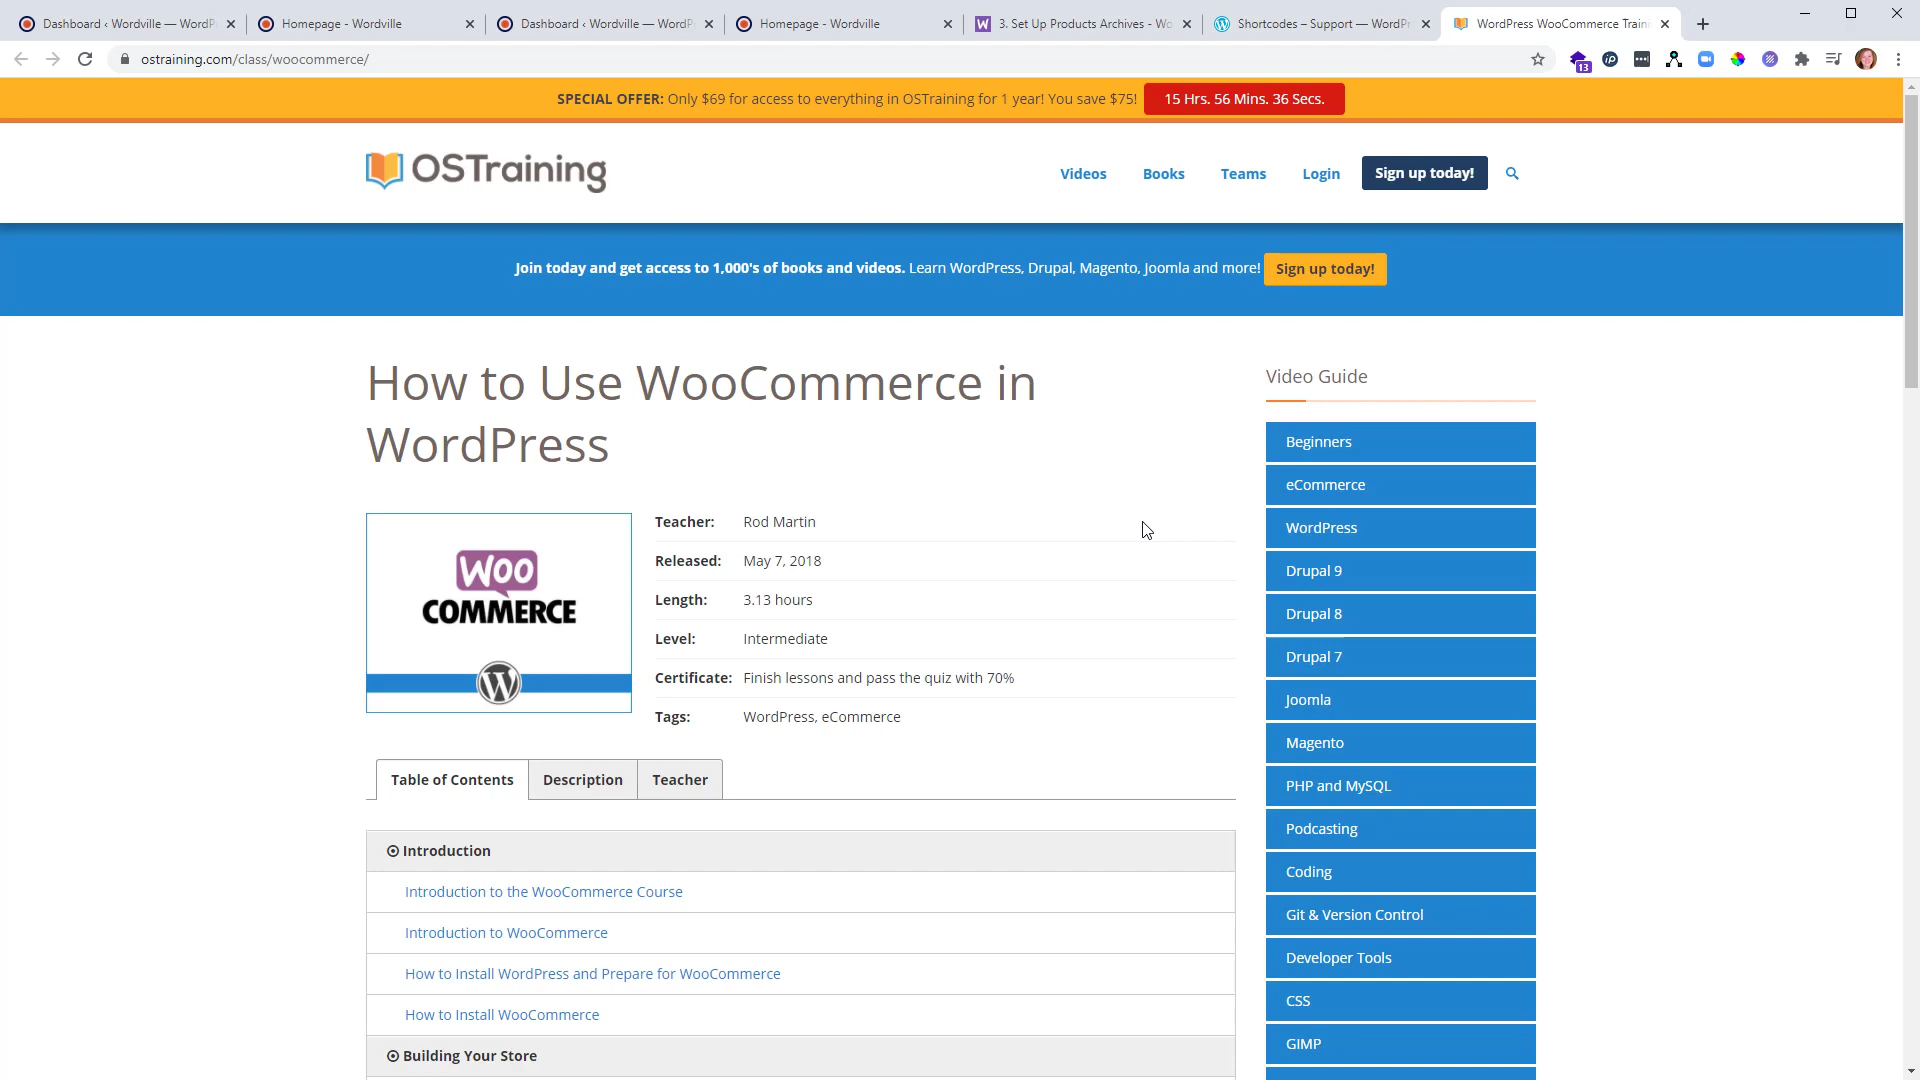 Dashboard ‹ Wordville — WordP
Homepage - Wordville
Dashboard ‹ Wordville — WordP
Homepage - Wordville
3. Set Up Products Archives - Wo
Shortcodes – Support — WordPr
WordPress WooCommerce Traini
ostraining.com/class/woocommerce/
13
SPECIAL OFFER: Only $69 for access to everything in OSTraining for 1 year! You save $75!
15 Hrs. 56 Mins. 36 Secs.
OSTraining
Videos
Books
Teams
Login
Sign up today!
Join today and get access to 1,000's of books and videos. Learn WordPress, Drupal, Magento, Joomla and more!
Sign up today!
How to Use WooCommerce in
WordPress
WOO
COMMERCE
Teacher: Rod Martin
Released: May 7, 2018
Length: 3.13 hours
Level: Intermediate
Certificate: Finish lessons and pass the quiz with 70%
Tags: WordPress, eCommerce
Table of Contents
Description
Teacher
Introduction
Introduction to the WooCommerce Course
Introduction to WooCommerce
How to Install WordPress and Prepare for WooCommerce
How to Install WooCommerce
Building Your Store
Video Guide
Beginners
eCommerce
WordPress
Drupal 9
Drupal 8
Drupal 7
Joomla
Magento
PHP and MySQL
Podcasting
Coding
Git & Version Control
Developer Tools
CSS
GIMP